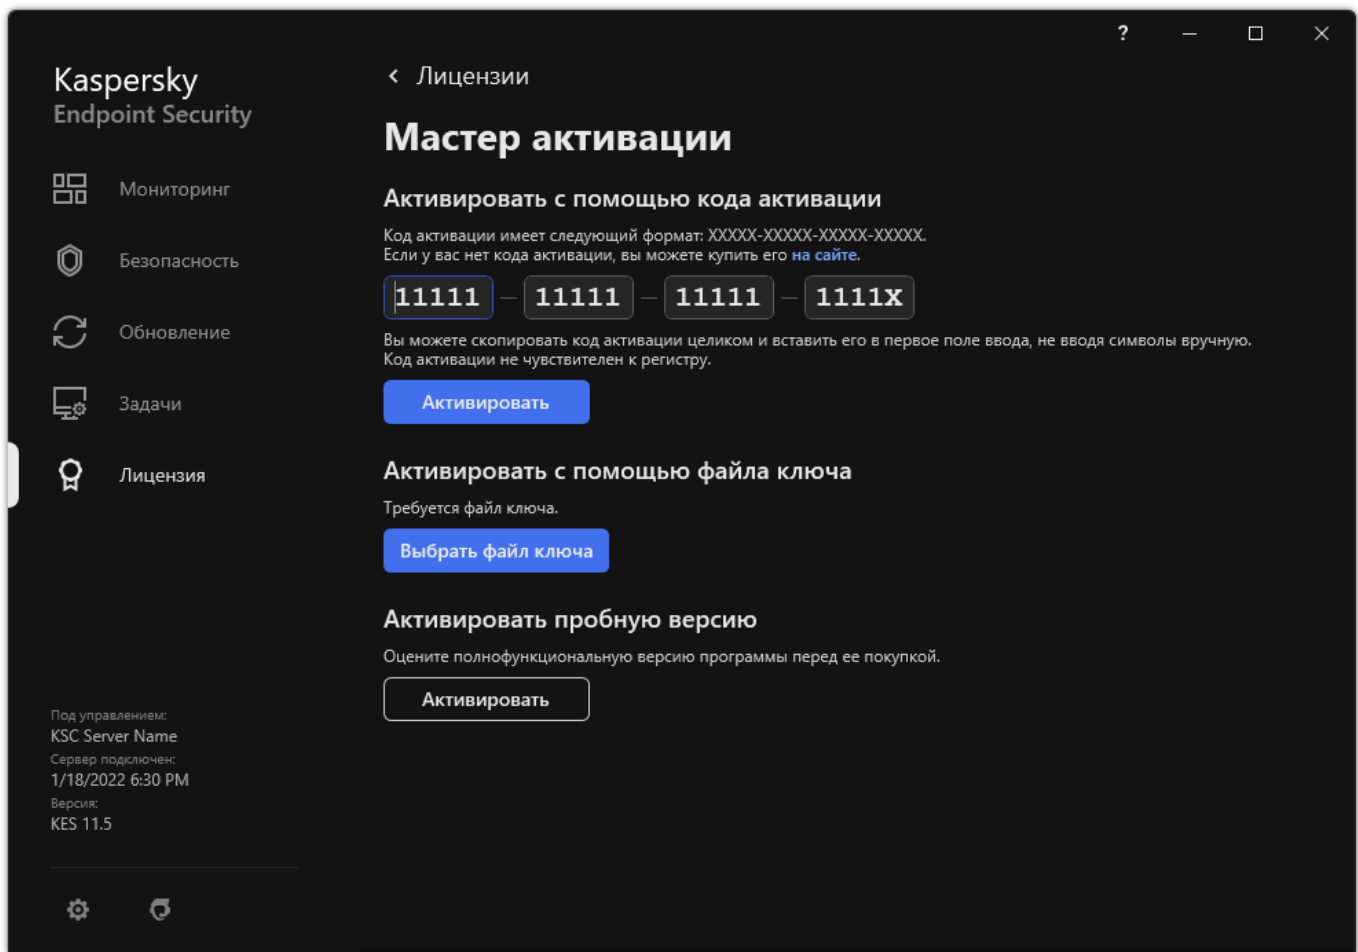 ?
Kaspersky
Endpoint Security
Мониторинг
Безопасность
Обновление
Задачи
Лицензия
Под управлением:
KSC Server Name
Сервер подключен:
1/18/2022 6:30 PM
Версия:
KES 11.5
Лицензии
Мастер активации
Активировать с помощью кода активации
Код активации имеет следующий формат: XXXXX-XXXXX-XXXXX-XXXXX.
Если у вас нет кода активации, вы можете купить его на сайте.
11111 — 11111 — 11111 — 1111X
Вы можете скопировать код активации целиком и вставить его в первое поле ввода, не вводя символы вручную.
Код активации не чувствителен к регистру.
Активировать
Активировать с помощью файла ключа
Требуется файл ключа.
Выбрать файл ключа
Активировать пробную версию
Оцените полнофункциональную версию программы перед ее покупкой.
Активировать